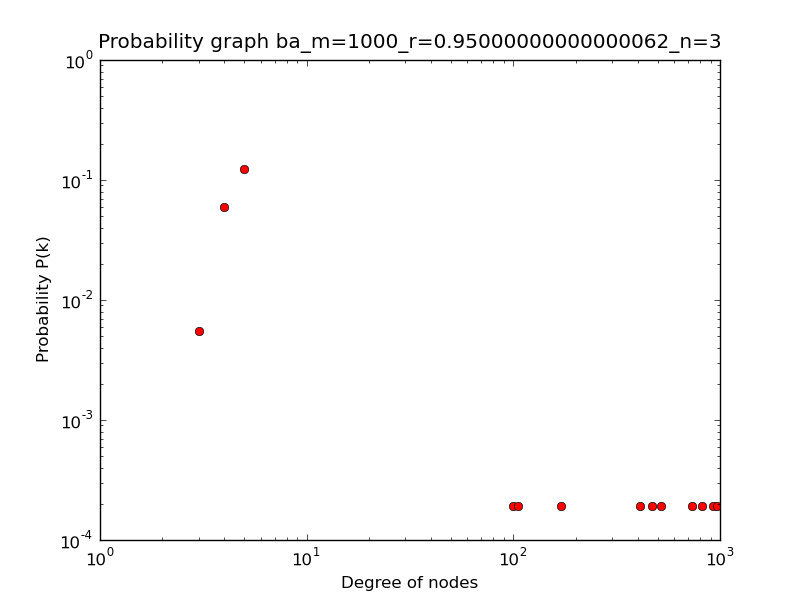 Probability graph ba_m=1000_r=0.95000000000000062_n=3
10^0
10^-1
10^-2
10^-3
10^-4
Probability P(k)
10^0 10^1 10^2 10^3
Degree of nodes